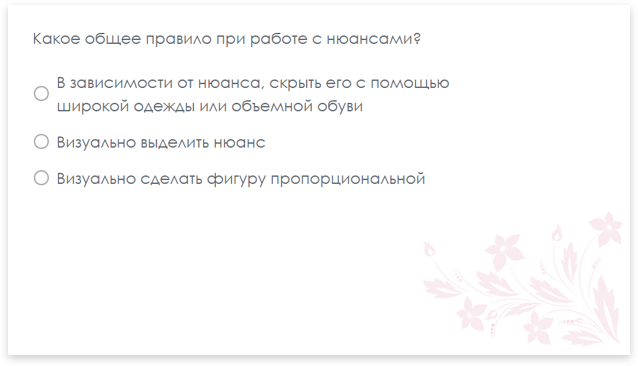 Какое общее правило при работе с нюансами?
В зависимости от нюанса, скрыть его с помощью
широкой одежды или объемной обуви
Визуально выделить нюанс
Визуально сделать фигуру пропорциональной